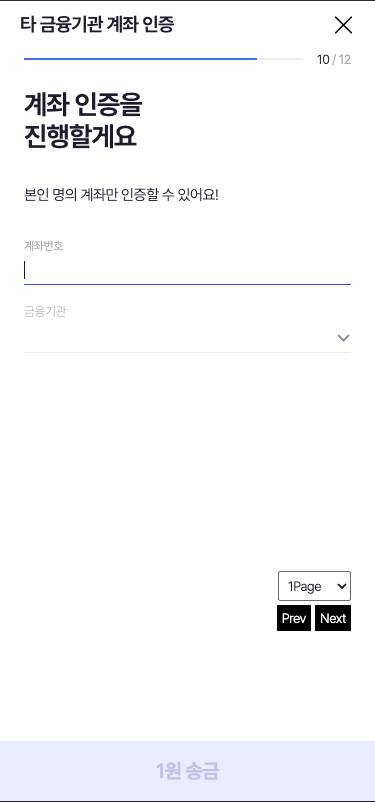 타 금융기관 계좌 인증
10 / 12
계좌 인증을
진행할게요
본인 명의 계좌만 인증할 수 있어요!
계좌번호
금융기관
1Page
Prev Next
1원 송금